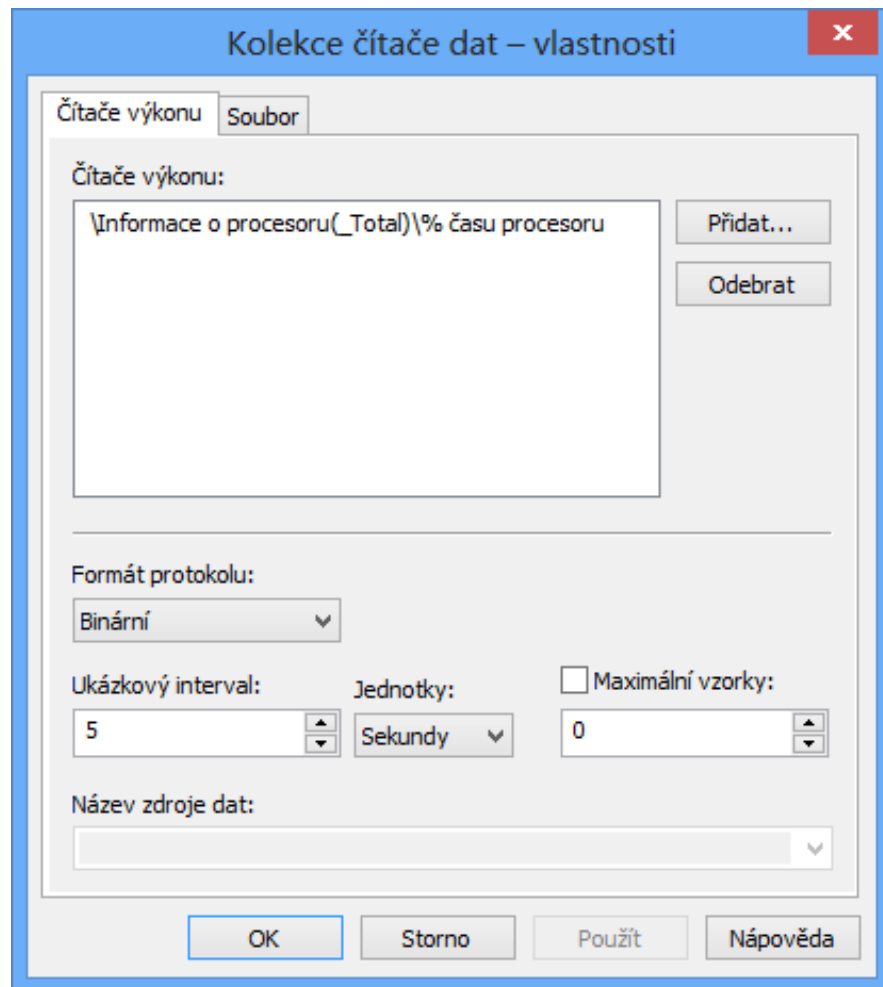 Kolekce čítače dat – vlastnosti
Čítače výkonu
Soubor
Čítače výkonu:
\Informace o procesoru(_Total)\% času procesoru
Přidat...
Odebrat
Formát protokolu:
Binární
Ukázkový interval:
Jednotky:
Maximální vzorky:
5
Sekundy
0
Název zdroje dat:
OK
Storno
Použít
Nápověda